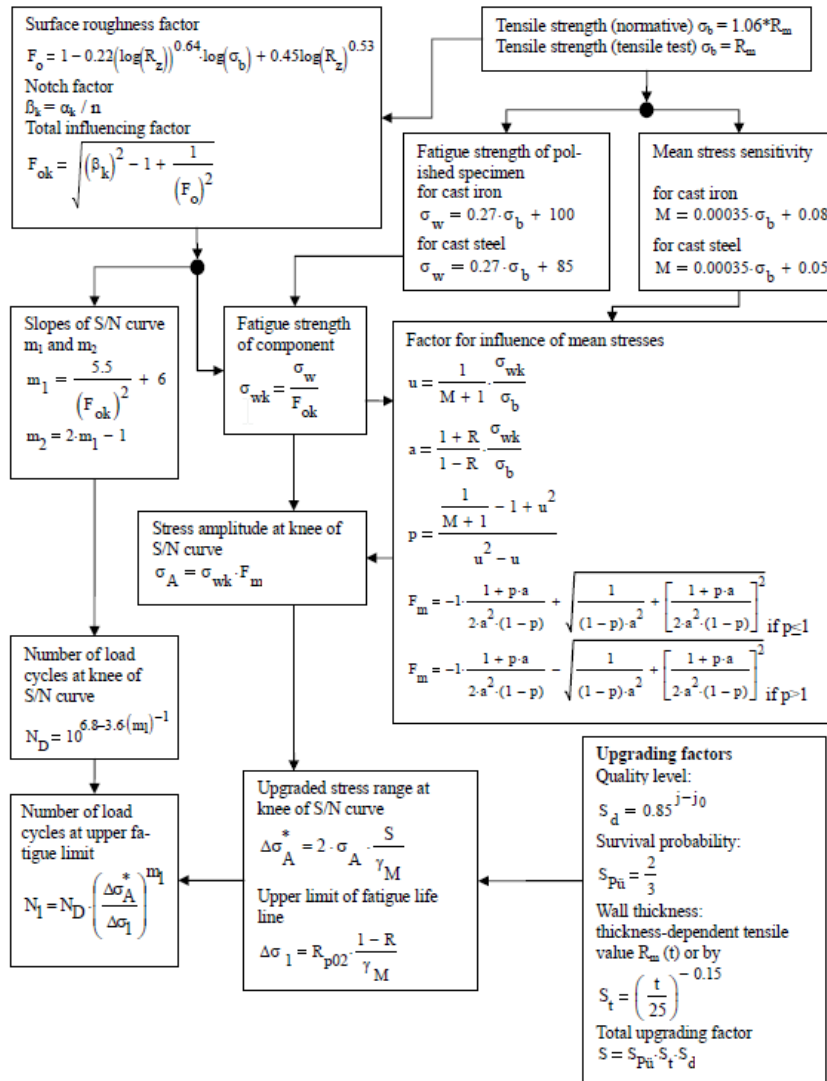 Surface roughness factor
F_o = 1 − 0.22(log(R_z))^0.64·log(σ_b) + 0.45log(R_z)^0.53
Notch factor
β_k = α_k / n
Total influencing factor
F_ok = √((β_k)^2 − 1 + 1/(F_o)^2)
Tensile strength (normative) σ_b = 1.06*R_m
Tensile strength (tensile test) σ_b = R_m
Fatigue strength of pol-
ished specimen
for cast iron
σ_w = 0.27·σ_b + 100
for cast steel
σ_w = 0.27·σ_b + 85
Mean stress sensitivity
for cast iron
M = 0.00035·σ_b + 0.08
for cast steel
M = 0.00035·σ_b + 0.05
Slopes of S/N curve
m_1 and m_2
m_1 = 5.5/(F_ok)^2 + 6
m_2 = 2·m_1 − 1
Fatigue strength
of component
σ_wk = σ_w/F_ok
Factor for influence of mean stresses
u = 1/(M + 1)·σ_wk/σ_b
a = (1 + R)/(1 − R)·σ_wk/σ_b
p = (1/(M + 1) − 1 + u^2)/(u^2 − u)
F_m = −1·(1 + p·a)/(2·a^2·(1 − p)) + √(1/((1 − p)·a^2) + [(1 + p·a)/(2·a^2·(1 − p))]^2) if p≤1
F_m = −1·(1 + p·a)/(2·a^2·(1 − p)) − √(1/((1 − p)·a^2) + [(1 + p·a)/(2·a^2·(1 − p))]^2) if p>1
Stress amplitude at knee of
S/N curve
σ_A = σ_wk·F_m
Number of load
cycles at knee of
S/N curve
N_D = 10^(6.8−3.6·(m_1)^−1)
Number of load
cycles at upper fa-
tigue limit
N_1 = N_D·(Δσ*_A/Δσ_1)^m_1
Upgraded stress range at
knee of S/N curve
Δσ*_A = 2 · σ_A · S/γ_M
Upper limit of fatigue life
line
Δσ_1 = R_p02·(1 − R)/γ_M
Upgrading factors
Quality level:
S_d = 0.85^(j−j_0)
Survival probability:
S_Pü = 2/3
Wall thickness:
thickness-dependent tensile
value R_m (t) or by
S_t = (t/25)^−0.15
Total upgrading factor
S = S_Pü·S_t·S_d